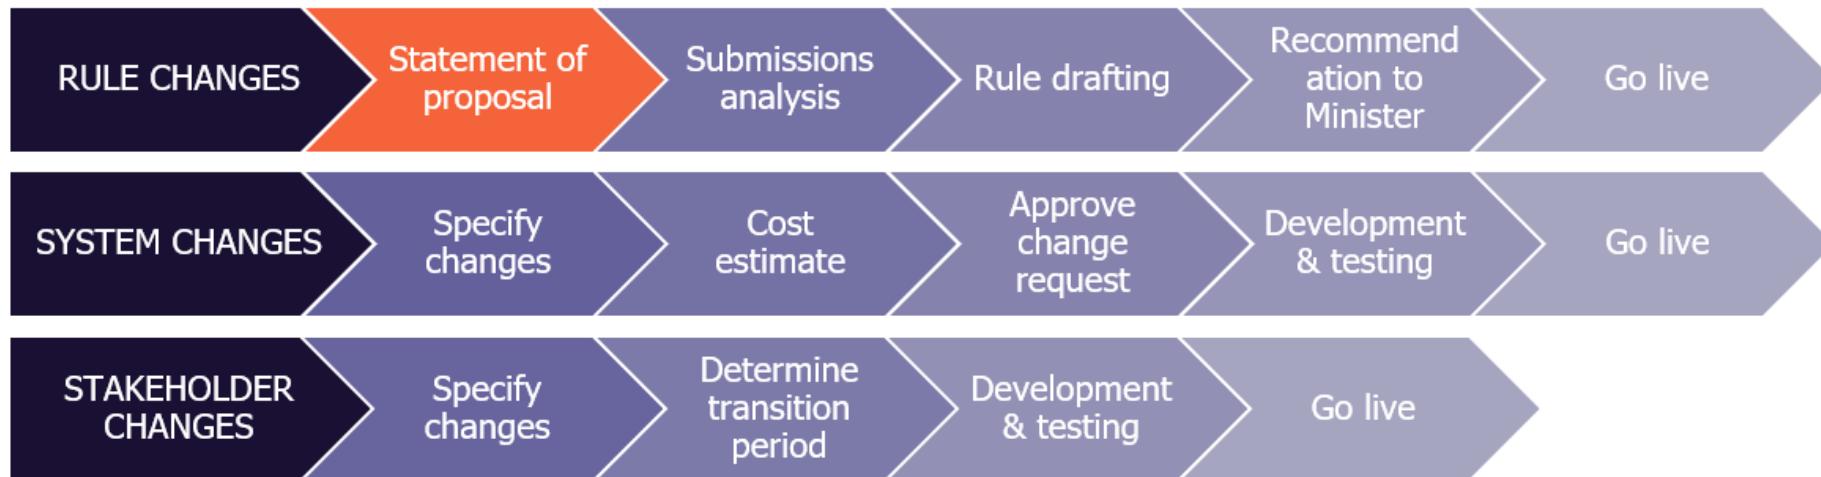 RULE CHANGES
Statement of
proposal
Submissions
analysis
Rule drafting
Recommend
ation to
Minister
Go live
SYSTEM CHANGES
Specify
changes
Cost
estimate
Approve
change
request
Development
& testing
Go live
STAKEHOLDER
CHANGES
Specify
changes
Determine
transition
period
Development
& testing
Go live